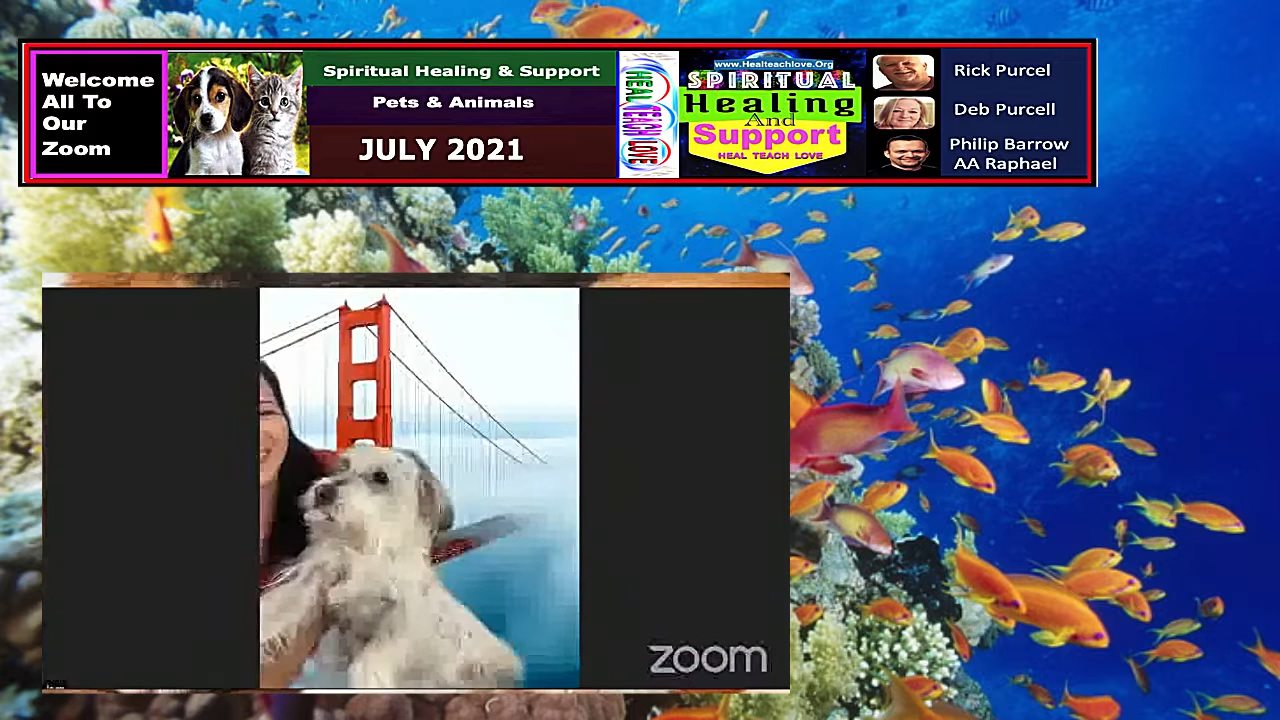 Welcome
All To
Our
Zoom
Spiritual Healing & Support
Pets & Animals
JULY 2021
HEAL TEACH LOVE
www.Healteachlove.Org
SPIRITUAL
Healing
And
Support
HEAL TEACH LOVE
Rick Purcel
Deb Purcell
Philip Barrow
AA Raphael
zoom